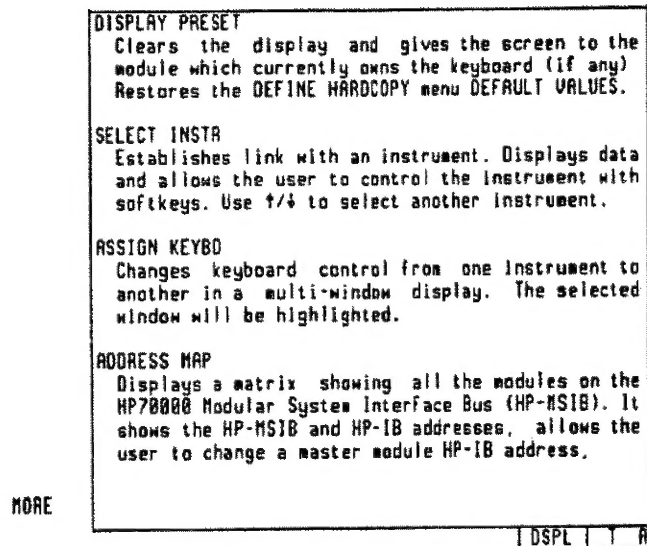 DISPLAY PRESET
Clears the display and gives the screen to the
module which currently owns the keyboard (if any)
Restores the DEFINE HARDCOPY menu DEFAULT VALUES.
SELECT INSTR
Establishes link with an instrument. Displays data
and allows the user to control the instrument with
softkeys. Use ↑/↓ to select another instrument.
ASSIGN KEYBD
Changes keyboard control from one Instrument to
another in a multi-window display. The selected
window will be highlighted.
ADDRESS MAP
Displays a matrix showing all the modules on the
HP70000 Modular System Interface Bus (HP-MSIB). It
shows the HP-MSIB and HP-IB addresses, allows the
user to change a master module HP-IB address.
MORE
DSPL T A